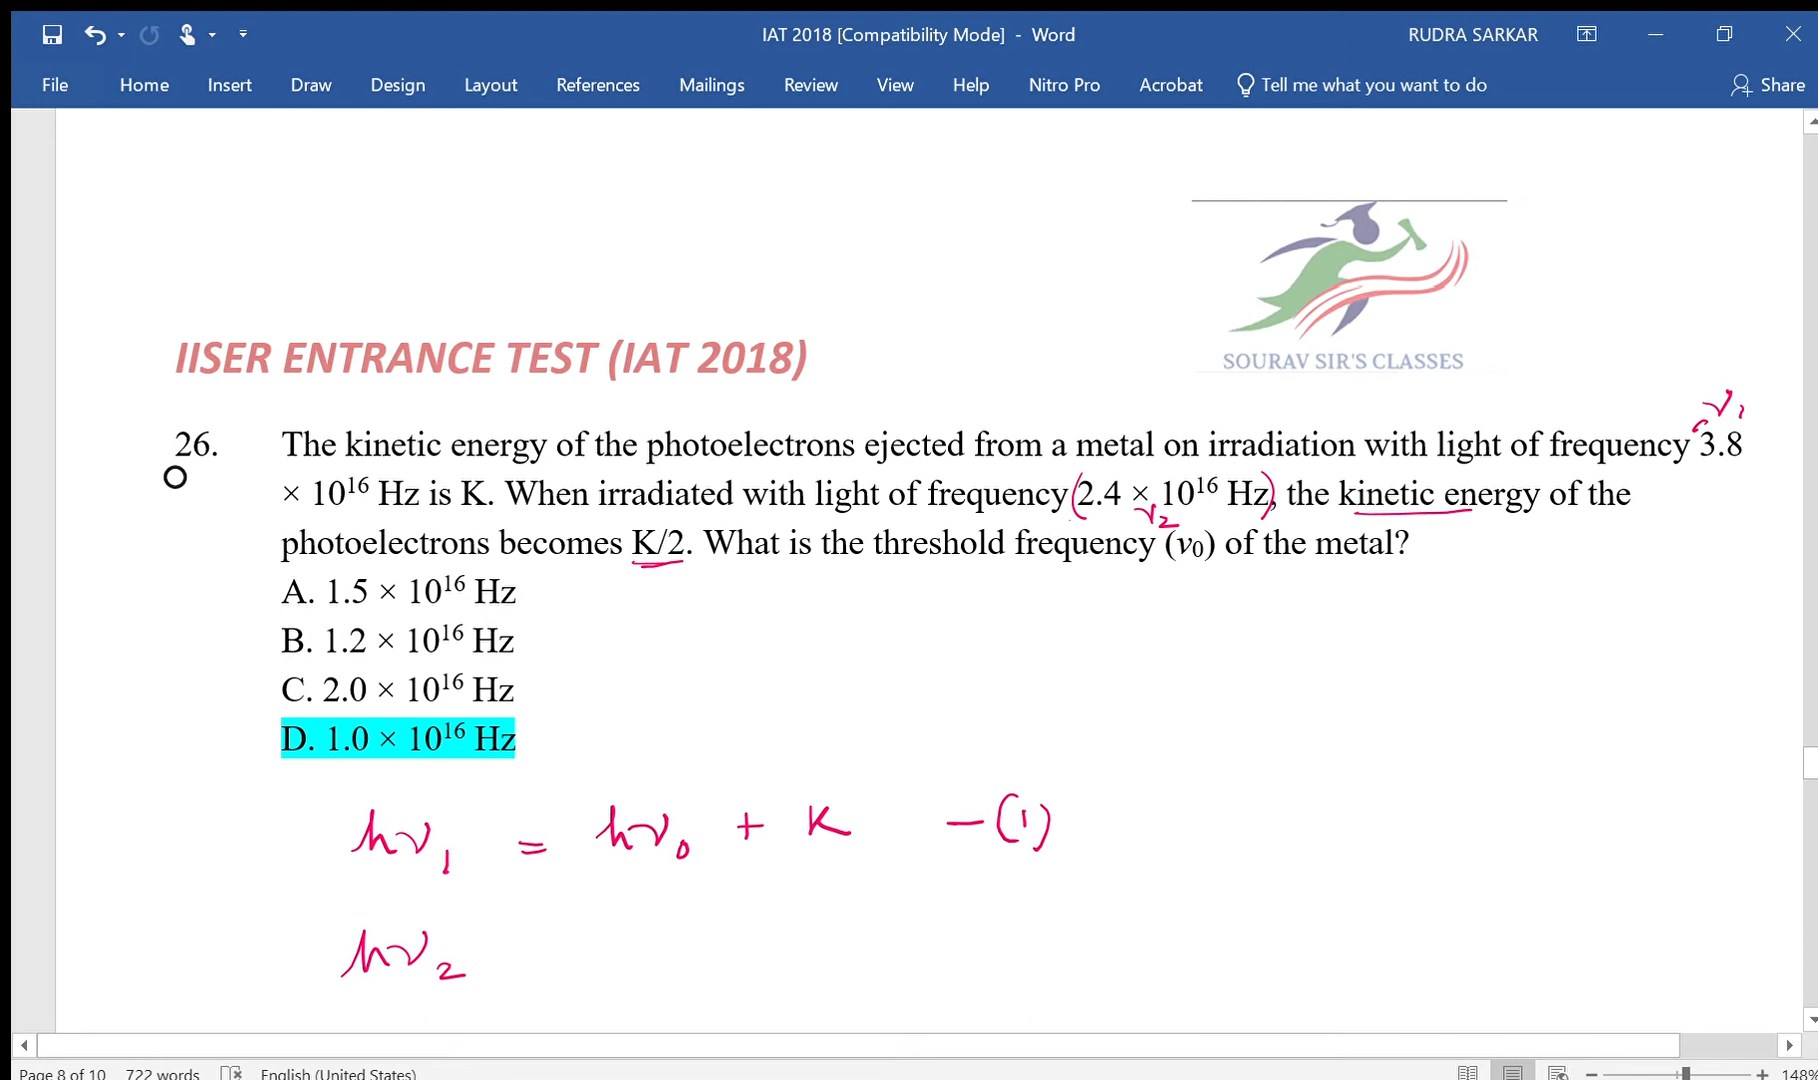 IAT 2018 [Compatibility Mode] - Word
RUDRA SARKAR
File Home Insert Draw Design Layout References Mailings Review View Help Nitro Pro Acrobat Tell me what you want to do Share
SOURAV SIR'S CLASSES
IISER ENTRANCE TEST (IAT 2018)
ν₁
26. The kinetic energy of the photoelectrons ejected from a metal on irradiation with light of frequency 3.8
× 10¹⁶ Hz is K. When irradiated with light of frequency (2.4 × 10¹⁶ Hz), the kinetic energy of the
ν₂
photoelectrons becomes K/2. What is the threshold frequency (ν₀) of the metal?
A. 1.5 × 10¹⁶ Hz
B. 1.2 × 10¹⁶ Hz
C. 2.0 × 10¹⁶ Hz
D. 1.0 × 10¹⁶ Hz
hν₁ = hν₀ + K - (1)
hν₂
Page 8 of 10 722 words English (United States) 148%